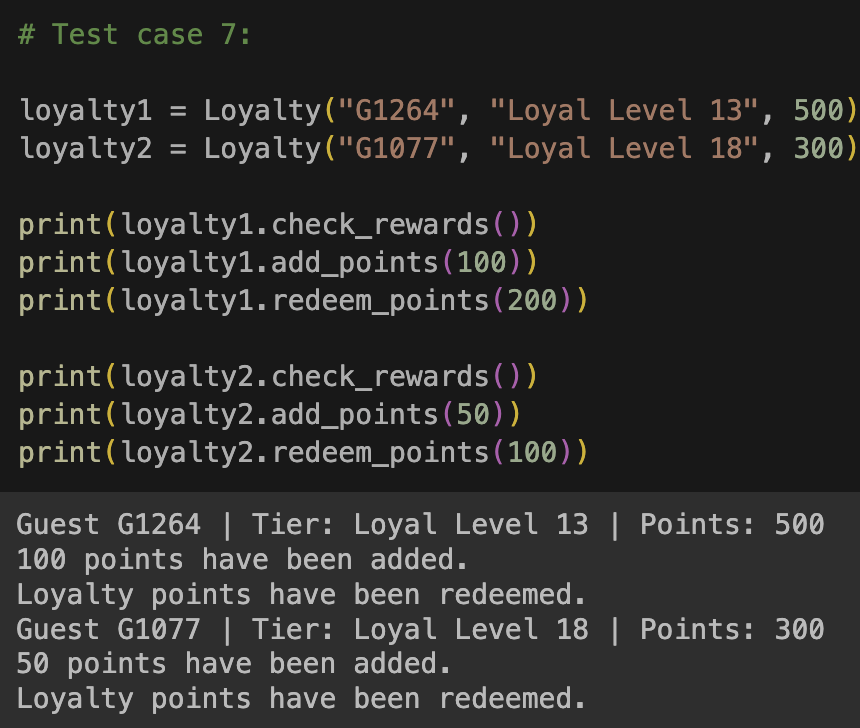 # Test case 7:
loyalty1 = Loyalty("G1264", "Loyal Level 13", 500)
loyalty2 = Loyalty("G1077", "Loyal Level 18", 300)
print(loyalty1.check_rewards())
print(loyalty1.add_points(100))
print(loyalty1.redeem_points(200))
print(loyalty2.check_rewards())
print(loyalty2.add_points(50))
print(loyalty2.redeem_points(100))
Guest G1264 | Tier: Loyal Level 13 | Points: 500
100 points have been added.
Loyalty points have been redeemed.
Guest G1077 | Tier: Loyal Level 18 | Points: 300
50 points have been added.
Loyalty points have been redeemed.